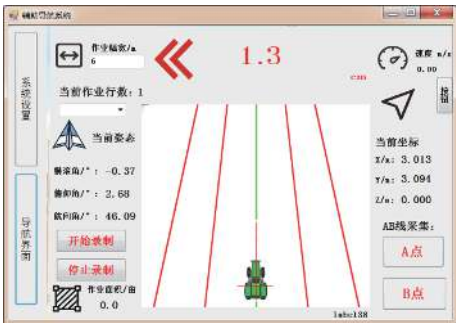 辅助导航系统
系统设置
导航界面
作业幅宽/m
6
1.3
cm
速度 m/s
0.00
按钮
当前作业行数: 1
当前姿态
横滚角/°: -0.37
俯仰角/°: 2.68
航向角/°: 46.09
开始录制
停止录制
作业面积/亩
0.0
当前坐标
X/m: 3.013
Y/m: 3.094
Z/m: 0.000
AB线采集:
A点
B点
label38